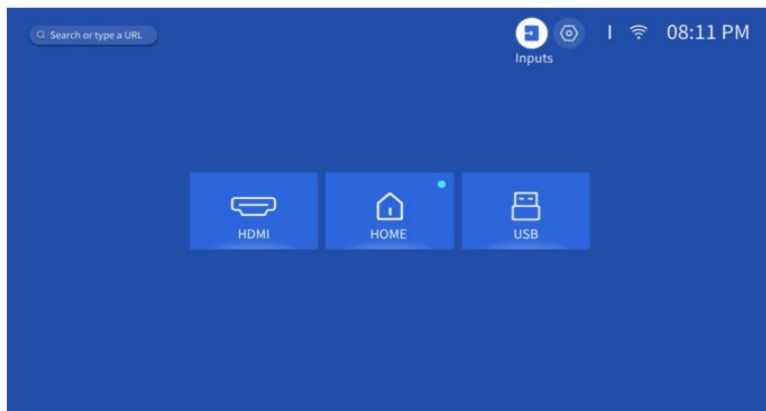 Search or type a URL
08:11 PM
Inputs
HDMI
HOME
USB